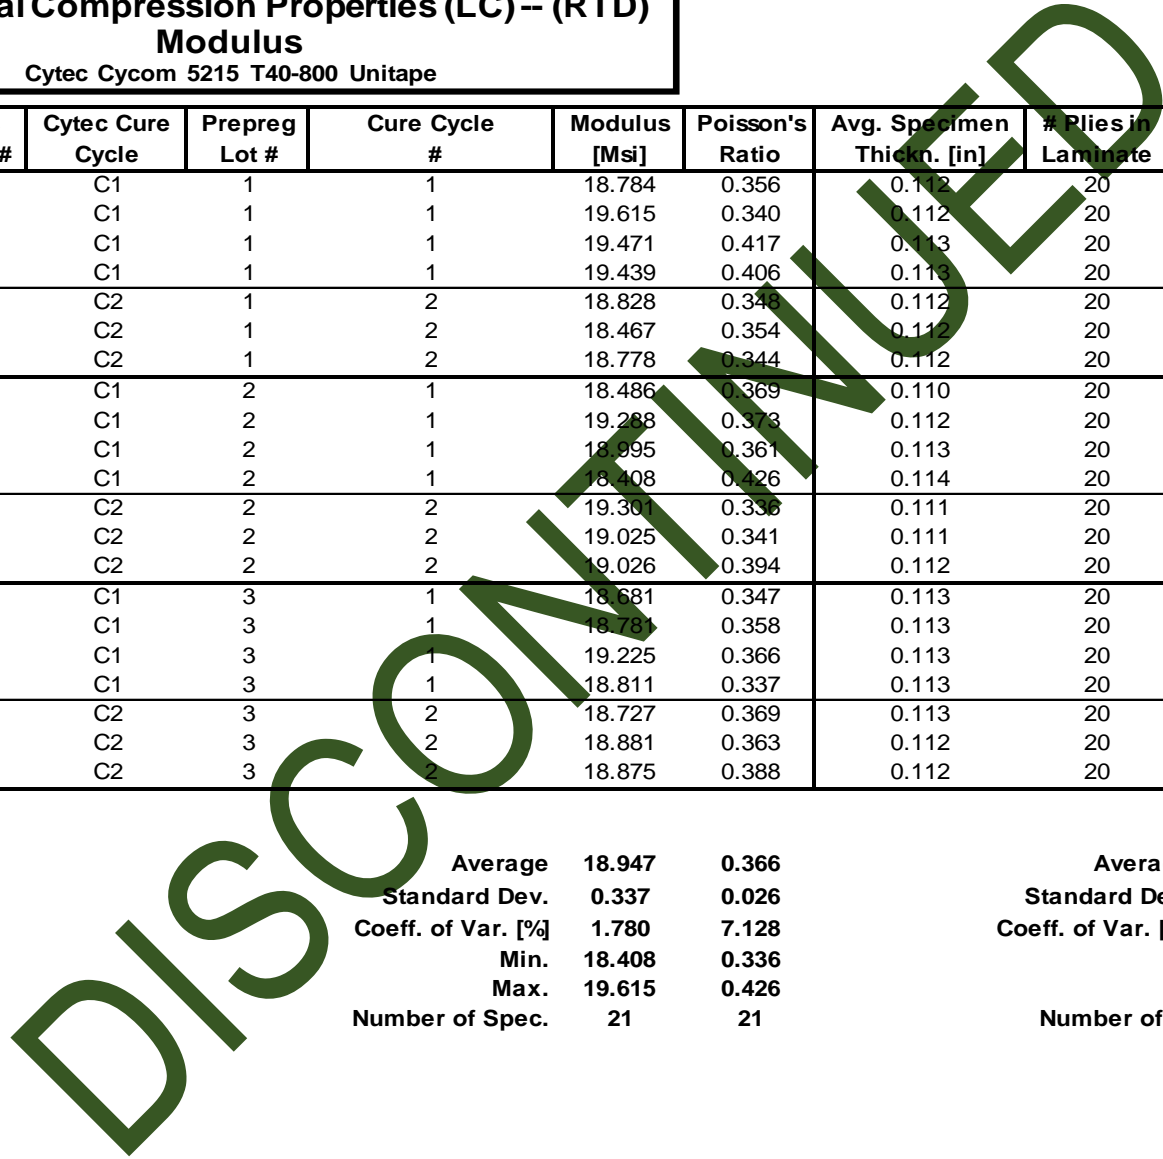 al Compression Properties (LC) -- (RTD)
Modulus
Cytec Cycom 5215 T40-800 Unitape
# Cytec Cure Cycle Prepreg Lot # Cure Cycle # Modulus [Msi] Poisson's Ratio Avg. Specimen Thickn. [in] # Plies in Laminate
C1 1 1 18.784 0.356 0.112 20
C1 1 1 19.615 0.340 0.112 20
C1 1 1 19.471 0.417 0.113 20
C1 1 1 19.439 0.406 0.113 20
C2 1 2 18.828 0.348 0.112 20
C2 1 2 18.467 0.354 0.112 20
C2 1 2 18.778 0.344 0.112 20
C1 2 1 18.486 0.369 0.110 20
C1 2 1 19.288 0.373 0.112 20
C1 2 1 18.995 0.361 0.113 20
C1 2 1 18.408 0.426 0.114 20
C2 2 2 19.301 0.336 0.111 20
C2 2 2 19.025 0.341 0.111 20
C2 2 2 19.026 0.394 0.112 20
C1 3 1 18.681 0.347 0.113 20
C1 3 1 18.781 0.358 0.113 20
C1 3 1 19.225 0.366 0.113 20
C1 3 1 18.811 0.337 0.113 20
C2 3 2 18.727 0.369 0.113 20
C2 3 2 18.881 0.363 0.112 20
C2 3 2 18.875 0.388 0.112 20
Average 18.947 0.366 Avera
Standard Dev. 0.337 0.026 Standard De
Coeff. of Var. [%] 1.780 7.128 Coeff. of Var. [
Min. 18.408 0.336
Max. 19.615 0.426
Number of Spec. 21 21 Number of
DISCONTINUED